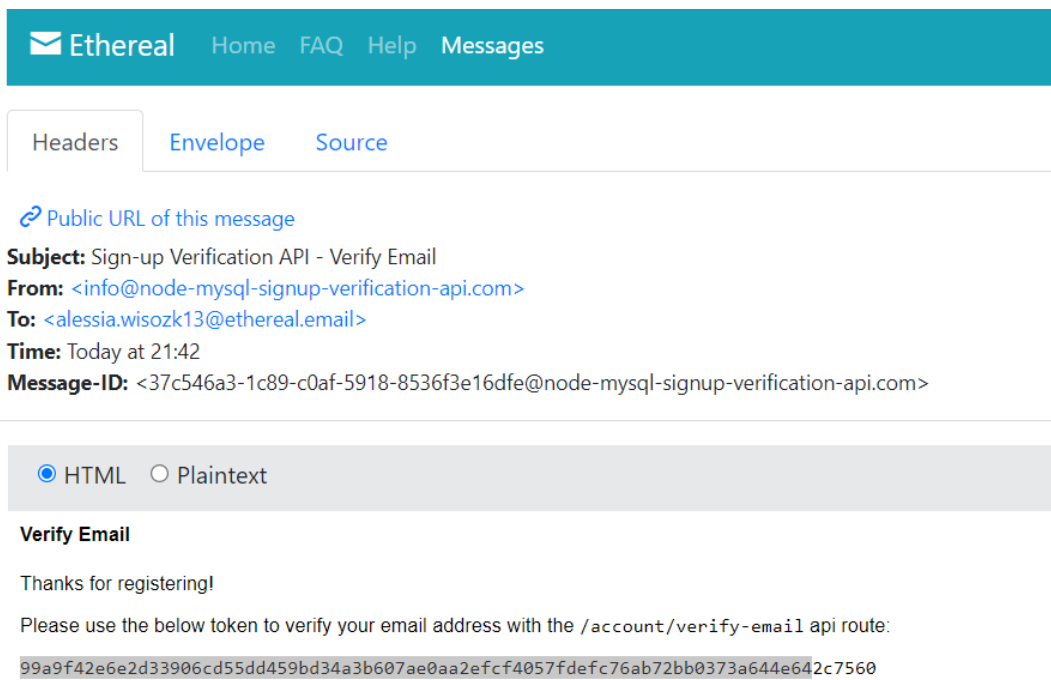 Ethereal Home FAQ Help Messages
Headers Envelope Source
Public URL of this message
Subject: Sign-up Verification API - Verify Email
From: <info@node-mysql-signup-verification-api.com>
To: <alessia.wisozk13@ethereal.email>
Time: Today at 21:42
Message-ID: <37c546a3-1c89-c0af-5918-8536f3e16dfe@node-mysql-signup-verification-api.com>
HTML Plaintext
Verify Email
Thanks for registering!
Please use the below token to verify your email address with the /account/verify-email api route:
99a9f42e6e2d33906cd55dd459bd34a3b607ae0aa2efcf4057fdefc76ab72bb0373a644e642c7560